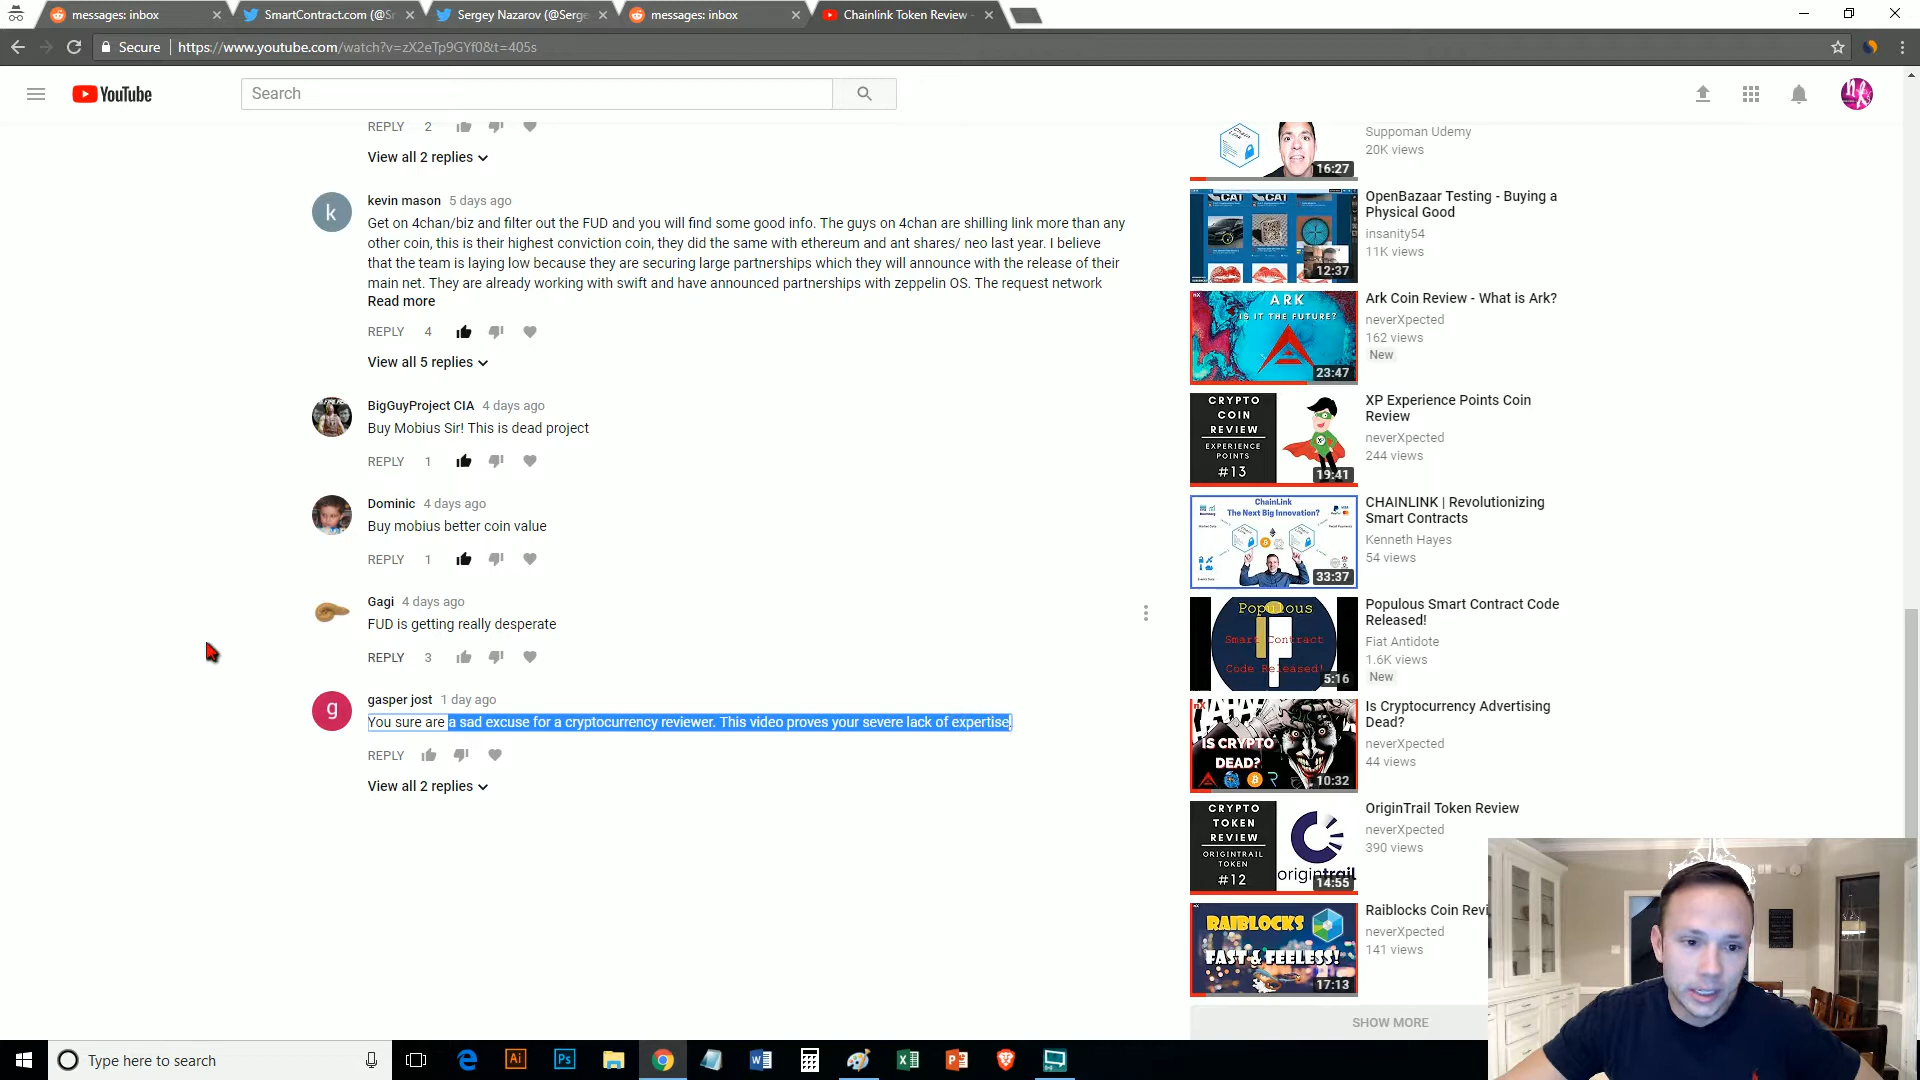 messages: inbox
SmartContract.com (@Sr
Sergey Nazarov (@Serge
messages: inbox
Chainlink Token Review -
Secure
https://www.youtube.com/watch?v=zX2eTp9GYf0&t=405s
YouTube
Search
REPLY 2
View all 2 replies
k
kevin mason 5 days ago
Get on 4chan/biz and filter out the FUD and you will find some good info. The guys on 4chan are shilling link more than any
other coin, this is their highest conviction coin, they did the same with ethereum and ant shares/ neo last year. I believe
that the team is laying low because they are securing large partnerships which they will announce with the release of their
main net. They are already working with swift and have announced partnerships with zeppelin OS. The request network
Read more
REPLY 4
View all 5 replies
BigGuyProject CIA 4 days ago
Buy Mobius Sir! This is dead project
REPLY 1
Dominic 4 days ago
Buy mobius better coin value
REPLY 1
Gagi 4 days ago
FUD is getting really desperate
REPLY 3
g
gasper jost 1 day ago
You sure are a sad excuse for a cryptocurrency reviewer. This video proves your severe lack of expertise.
REPLY
View all 2 replies
16:27
Suppoman Udemy
20K views
CAT
CAT
12:37
OpenBazaar Testing - Buying a
Physical Good
insanity54
11K views
ARK
IS IT THE FUTURE?
23:47
Ark Coin Review - What is Ark?
neverXpected
162 views
New
CRYPTO
COIN
REVIEW
EXPERIENCE
POINTS
#13
19:41
XP Experience Points Coin
Review
neverXpected
244 views
ChainLink
The Next Big Innovation?
33:37
CHAINLINK | Revolutionizing
Smart Contracts
Kenneth Hayes
54 views
Populous
Smart Contract
Code Released!
5:16
Populous Smart Contract Code
Released!
Fiat Antidote
1.6K views
New
IS CRYPTO
DEAD?
10:32
Is Cryptocurrency Advertising
Dead?
neverXpected
44 views
CRYPTO
TOKEN
REVIEW
ORIGINTRAIL
TOKEN
#12
origintrail
14:55
OriginTrail Token Review
neverXpected
390 views
RAIBLOCKS
FAST & FEELESS!
17:13
Raiblocks Coin Revi
neverXpected
141 views
SHOW MORE
Type here to search